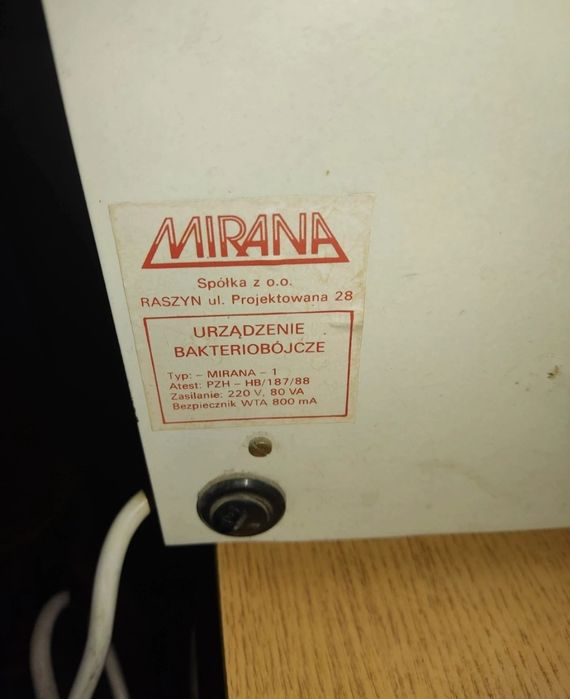 MIRANA
Spółka z o.o.
RASZYN ul. Projektowana 28
URZĄDZENIE
BAKTERIOBÓJCZE
Typ: – MIRANA – 1
Atest: PZH – HB/187/88
Zasilanie: 220 V, 80 VA
Bezpiecznik WTA 800 mA